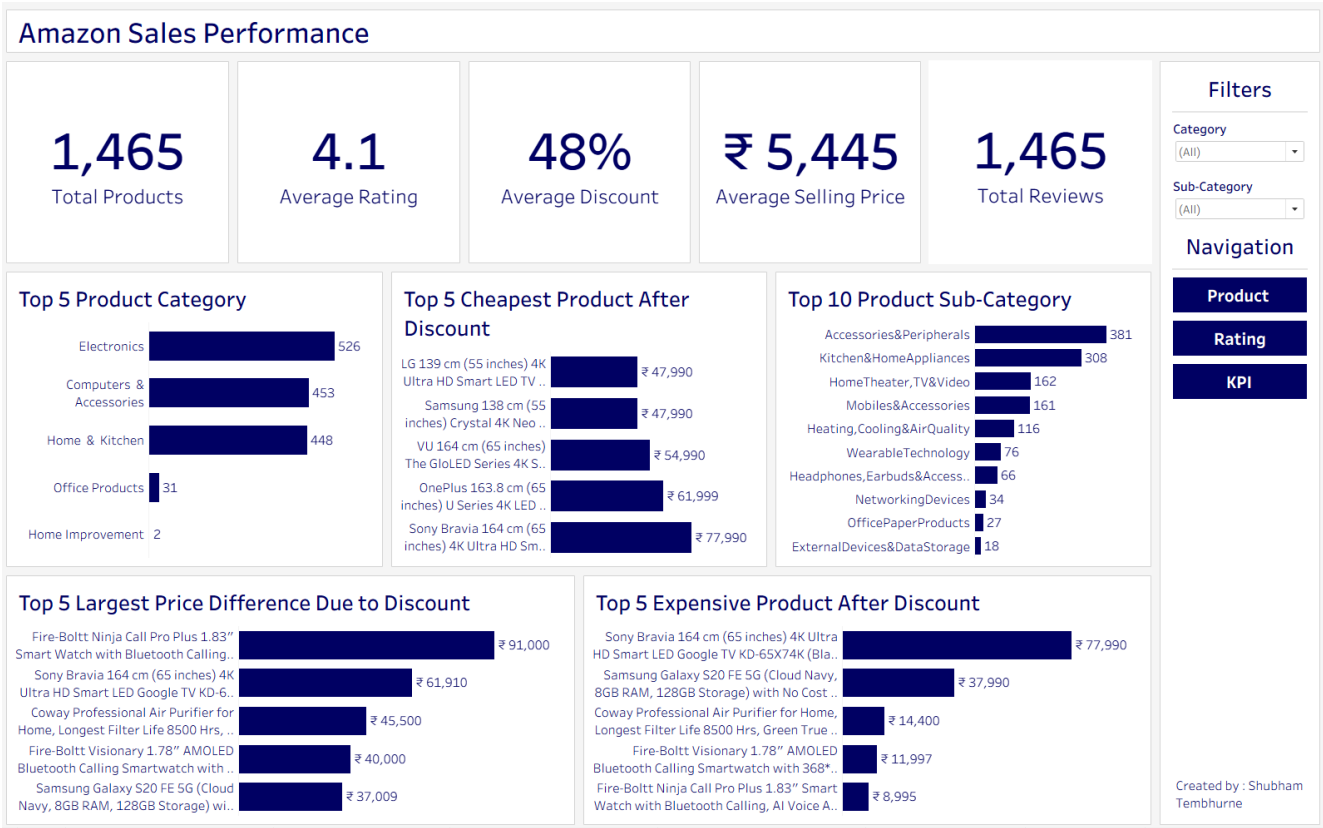 Amazon Sales Performance
1,465
Total Products
4.1
Average Rating
48%
Average Discount
₹ 5,445
Average Selling Price
1,465
Total Reviews
Filters
Category
(All)
Sub-Category
(All)
Navigation
Product
Rating
KPI
Top 5 Product Category
Electronics
526
Computers &
Accessories
453
Home & Kitchen
448
Office Products
31
Home Improvement
2
Top 5 Cheapest Product After
Discount
LG 139 cm (55 inches) 4K
Ultra HD Smart LED TV ..
₹ 47,990
Samsung 138 cm (55
inches) Crystal 4K Neo ..
₹ 47,990
VU 164 cm (65 inches)
The GloLED Series 4K S..
₹ 54,990
OnePlus 163.8 cm (65
inches) U Series 4K LED ..
₹ 61,999
Sony Bravia 164 cm (65
inches) 4K Ultra HD Sm..
₹ 77,990
Top 10 Product Sub-Category
Accessories&Peripherals
381
Kitchen&HomeAppliances
308
HomeTheater,TV&Video
162
Mobiles&Accessories
161
Heating,Cooling&AirQuality
116
WearableTechnology
76
Headphones,Earbuds&Access..
66
NetworkingDevices
34
OfficePaperProducts
27
ExternalDevices&DataStorage
18
Top 5 Largest Price Difference Due to Discount
Fire-Boltt Ninja Call Pro Plus 1.83”
Smart Watch with Bluetooth Calling..
₹ 91,000
Sony Bravia 164 cm (65 inches) 4K
Ultra HD Smart LED Google TV KD-6..
₹ 61,910
Coway Professional Air Purifier for
Home, Longest Filter Life 8500 Hrs, ..
₹ 45,500
Fire-Boltt Visionary 1.78” AMOLED
Bluetooth Calling Smartwatch with ..
₹ 40,000
Samsung Galaxy S20 FE 5G (Cloud
Navy, 8GB RAM, 128GB Storage) wi..
₹ 37,009
Top 5 Expensive Product After Discount
Sony Bravia 164 cm (65 inches) 4K Ultra
HD Smart LED Google TV KD-65X74K (Bla..
₹ 77,990
Samsung Galaxy S20 FE 5G (Cloud Navy,
8GB RAM, 128GB Storage) with No Cost ..
₹ 37,990
Coway Professional Air Purifier for Home,
Longest Filter Life 8500 Hrs, Green True ..
₹ 14,400
Fire-Boltt Visionary 1.78” AMOLED
Bluetooth Calling Smartwatch with 368*..
₹ 11,997
Fire-Boltt Ninja Call Pro Plus 1.83” Smart
Watch with Bluetooth Calling, AI Voice A..
₹ 8,995
Created by : Shubham
Tembhurne